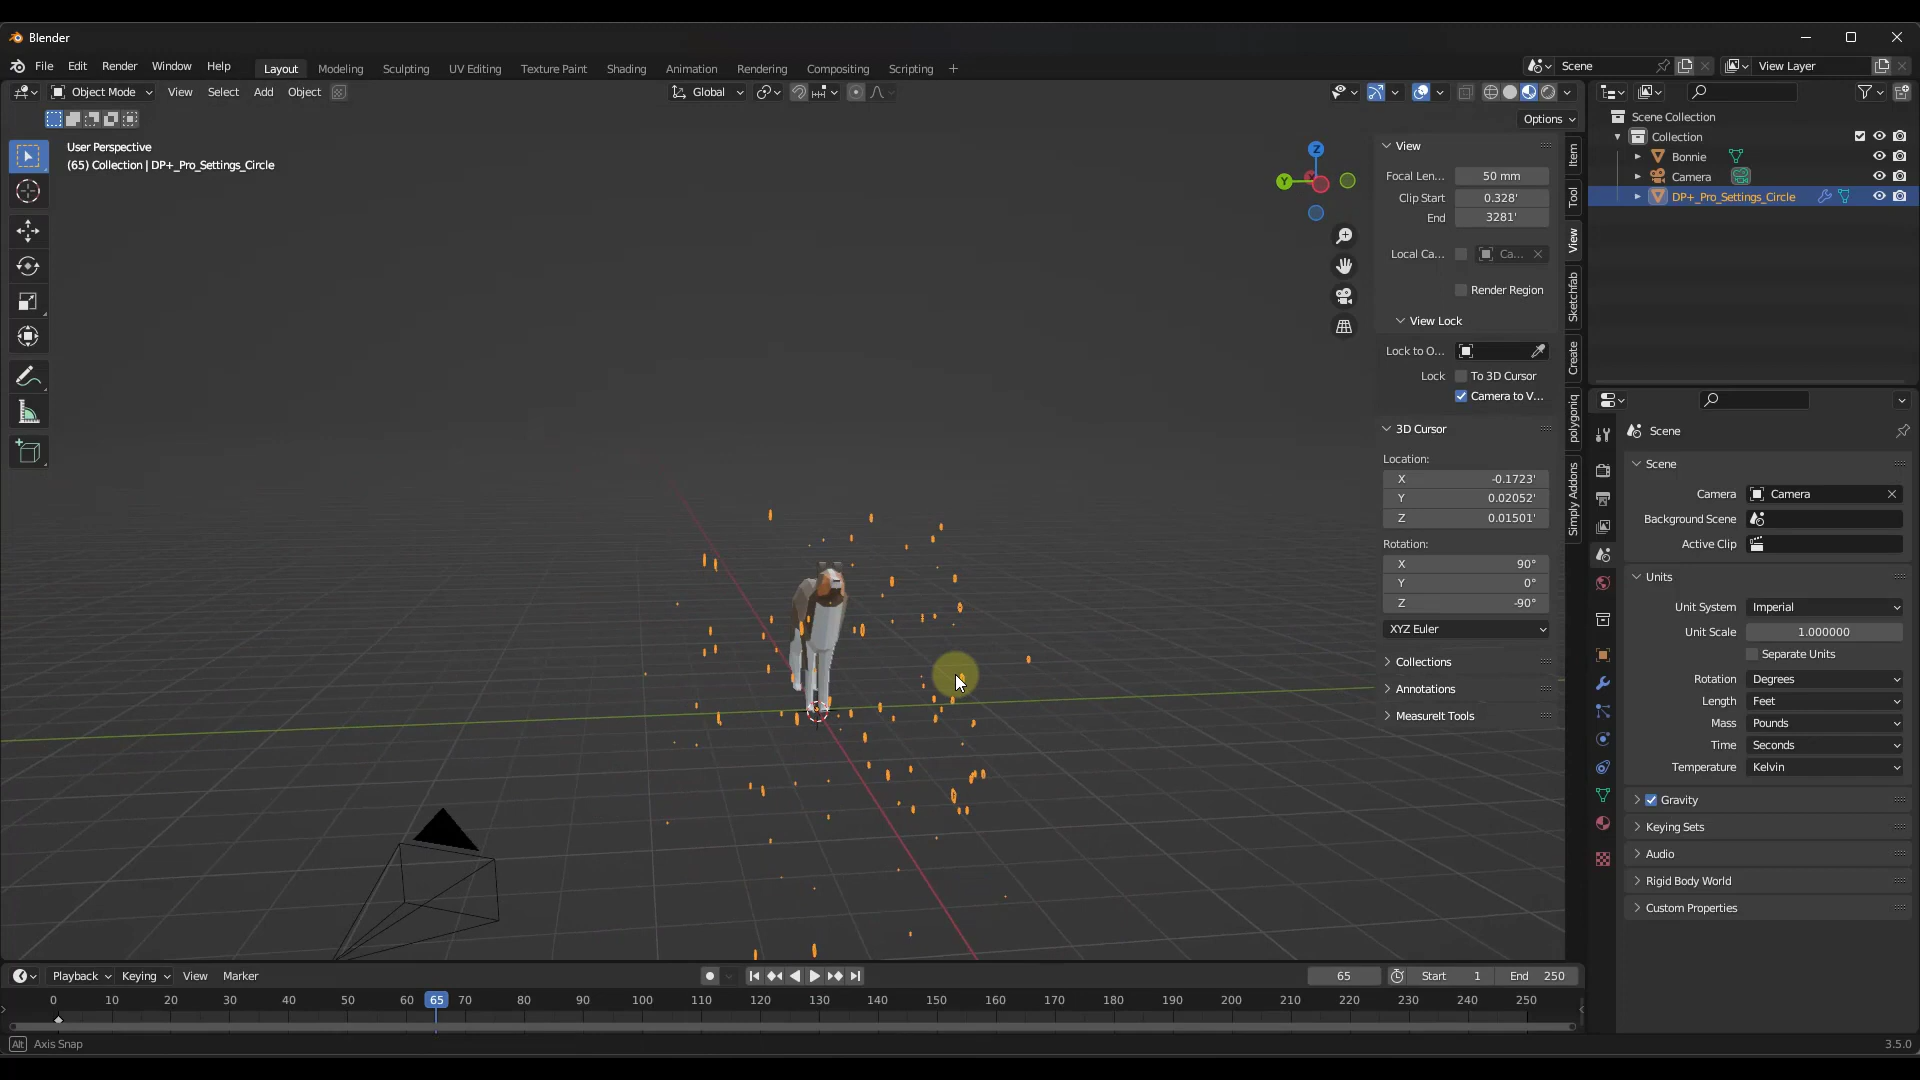 Blender
File Edit Render Window Help
Layout Modeling Sculpting UV Editing Texture Paint Shading Animation Rendering Compositing Scripting +
Scene
View Layer
Object Mode View Select Add Object
Global
Options
User Perspective
(65) Collection | DP+_Pro_Settings_Circle
Z
Y
View
Focal Len... 50 mm
Clip Start 0.328'
End 3281'
Local Ca... Ca...
Render Region
View Lock
Lock to O...
Lock To 3D Cursor
Camera to V...
3D Cursor
Location:
X -0.1723'
Y 0.02052'
Z 0.01501'
Rotation:
X 90°
Y 0°
Z -90°
XYZ Euler
Collections
Annotations
MeasureIt Tools
Item
Tool
View
Sketchfab
Create
polygoniq
Simply Addons
Scene Collection
Collection
Bonnie
Camera
DP+_Pro_Settings_Circle
Scene
Scene
Camera Camera
Background Scene
Active Clip
Units
Unit System Imperial
Unit Scale 1.000000
Separate Units
Rotation Degrees
Length Feet
Mass Pounds
Time Seconds
Temperature Kelvin
Gravity
Keying Sets
Audio
Rigid Body World
Custom Properties
Playback Keying View Marker
65 Start 1 End 250
0 10 20 30 40 50 60 65 70 80 90 100 110 120 130 140 150 160 170 180 190 200 210 220 230 240 250
Alt Axis Snap
3.5.0